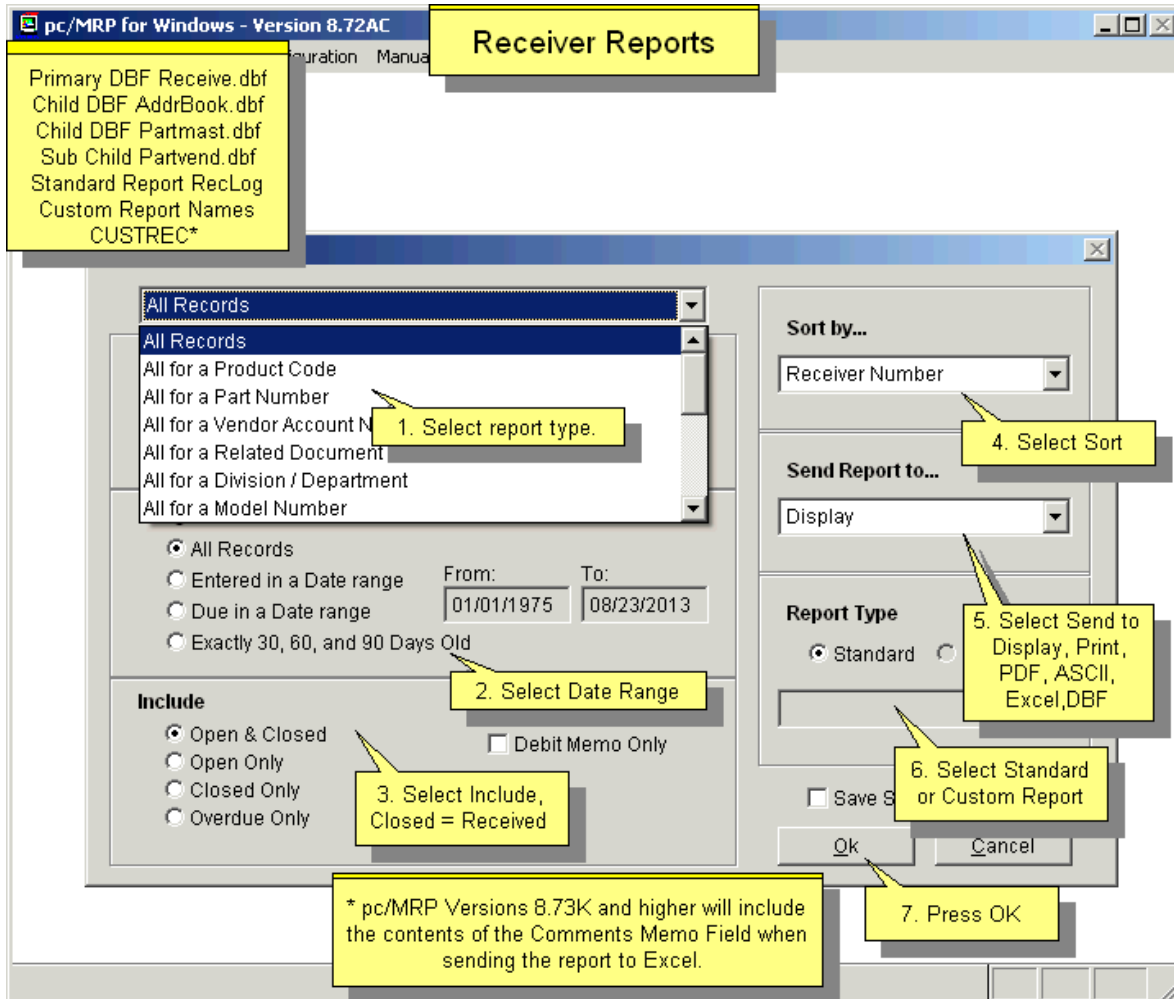 pc/MRP for Windows - Version 8.72AC
Receiver Reports
Primary DBF Receive.dbf
Child DBF AddrBook.dbf
Child DBF Partmast.dbf
Sub Child Partvend.dbf
Standard Report RecLog
Custom Report Names
CUSTREC*
All Records
All Records
All for a Product Code
All for a Part Number
All for a Vendor Account
All for a Related Document
All for a Division / Department
All for a Model Number
1. Select report type.
All Records
Entered in a Date range
Due in a Date range
Exactly 30, 60, and 90 Days Old
From:
To:
01/01/1975
08/23/2013
2. Select Date Range
Include
Open & Closed
Open Only
Closed Only
Overdue Only
Debit Memo Only
3. Select Include,
Closed = Received
Sort by...
Receiver Number
4. Select Sort
Send Report to...
Display
5. Select Send to
Display, Print,
PDF, ASCII,
Excel,DBF
Report Type
Standard
6. Select Standard
or Custom Report
Save
Ok
Cancel
7. Press OK
* pc/MRP Versions 8.73K and higher will include
the contents of the Comments Memo Field when
sending the report to Excel.